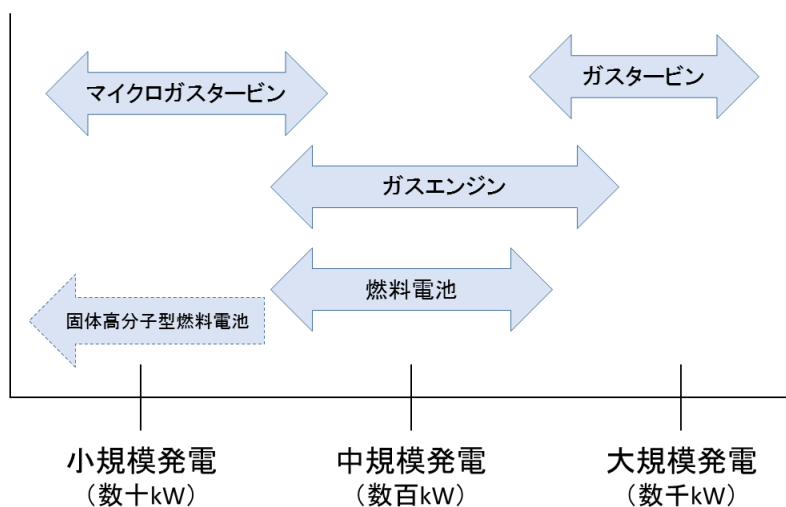 マイクロガスタービン
ガスタービン
ガスエンジン
燃料電池
固体高分子型燃料電池
小規模発電
（数十kW）
中規模発電
（数百kW）
大規模発電
（数千kW）